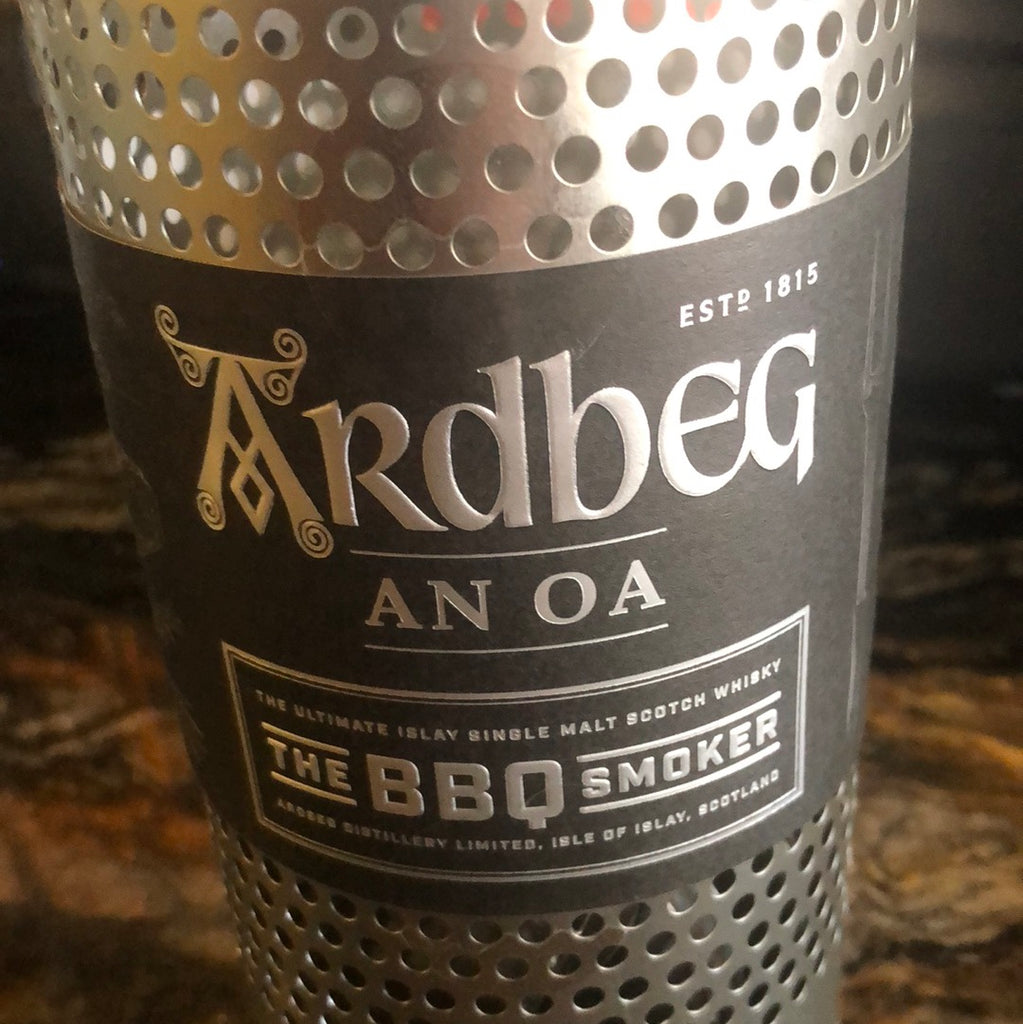 ESTD 1815
ARdbEG
AN OA
THE ULTIMATE ISLAY SINGLE MALT SCOTCH WHISKY
THE BBQ SMOKER
ARDBEG DISTILLERY LIMITED, ISLE OF ISLAY, SCOTLAND